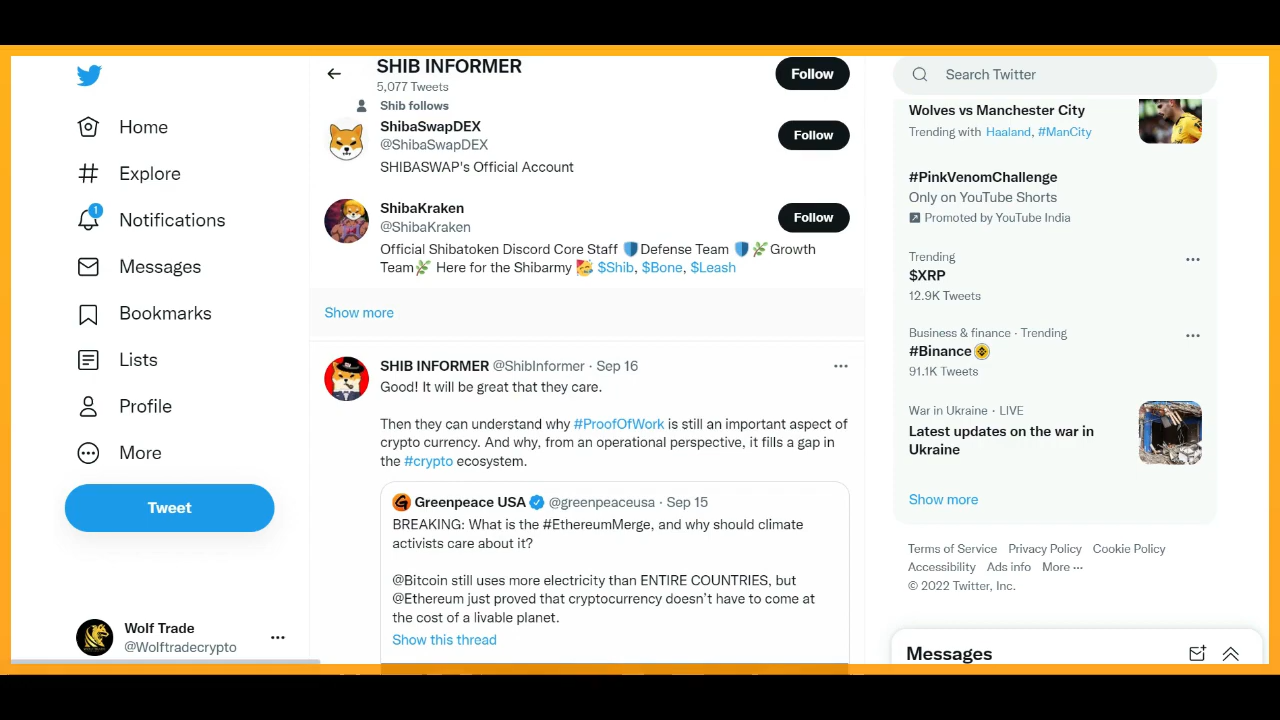 Home
Explore
1
Notifications
Messages
Bookmarks
Lists
Profile
More
Tweet
Wolf Trade
@Wolftradecrypto
SHIB INFORMER
5,077 Tweets
Follow
Shib follows
ShibaSwapDEX
@ShibaSwapDEX
SHIBASWAP's Official Account
Follow
ShibaKraken
@ShibaKraken
Official Shibatoken Discord Core Staff 🛡️Defense Team 🛡️🌿Growth
Team🌿 Here for the Shibarmy 🥳 $Shib, $Bone, $Leash
Follow
Show more
SHIB INFORMER @ShibInformer · Sep 16
Good! It will be great that they care.
Then they can understand why #ProofOfWork is still an important aspect of
crypto currency. And why, from an operational perspective, it fills a gap in
the #crypto ecosystem.
Greenpeace USA @greenpeaceusa · Sep 15
BREAKING: What is the #EthereumMerge, and why should climate
activists care about it?
@Bitcoin still uses more electricity than ENTIRE COUNTRIES, but
@Ethereum just proved that cryptocurrency doesn't have to come at
the cost of a livable planet.
Show this thread
Search Twitter
Wolves vs Manchester City
Trending with Haaland, #ManCity
#PinkVenomChallenge
Only on YouTube Shorts
Promoted by YouTube India
Trending
$XRP
12.9K Tweets
Business & finance · Trending
#Binance
91.1K Tweets
War in Ukraine · LIVE
Latest updates on the war in
Ukraine
Show more
Terms of Service Privacy Policy Cookie Policy
Accessibility Ads info More ···
© 2022 Twitter, Inc.
Messages